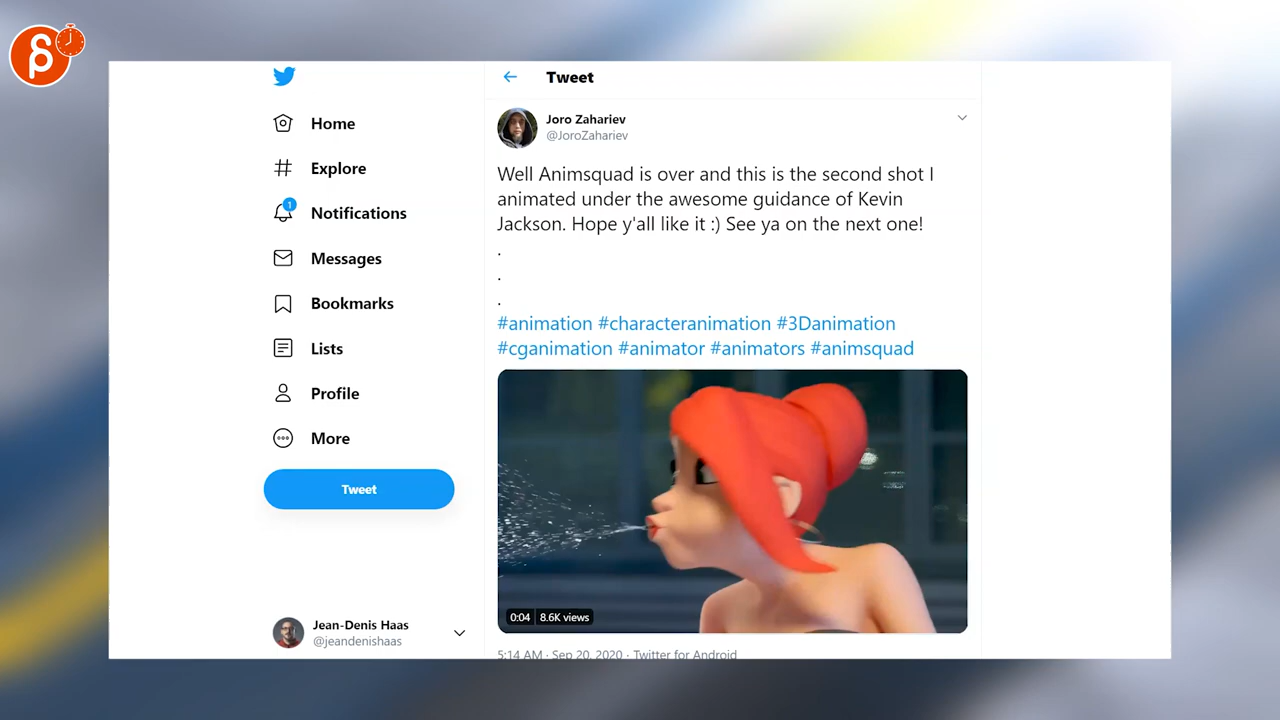 Tweet
Joro Zahariev
@JoroZahariev
Home
Explore
1
Notifications
Messages
Bookmarks
Lists
Profile
More
Tweet
Well Animsquad is over and this is the second shot I
animated under the awesome guidance of Kevin
Jackson. Hope y'all like it :) See ya on the next one!
.
.
.
#animation #characteranimation #3Danimation
#cganimation #animator #animators #animsquad
0:04 8.6K views
Jean-Denis Haas
@jeandenishaas
5:14 AM · Sep 20, 2020 · Twitter for Android